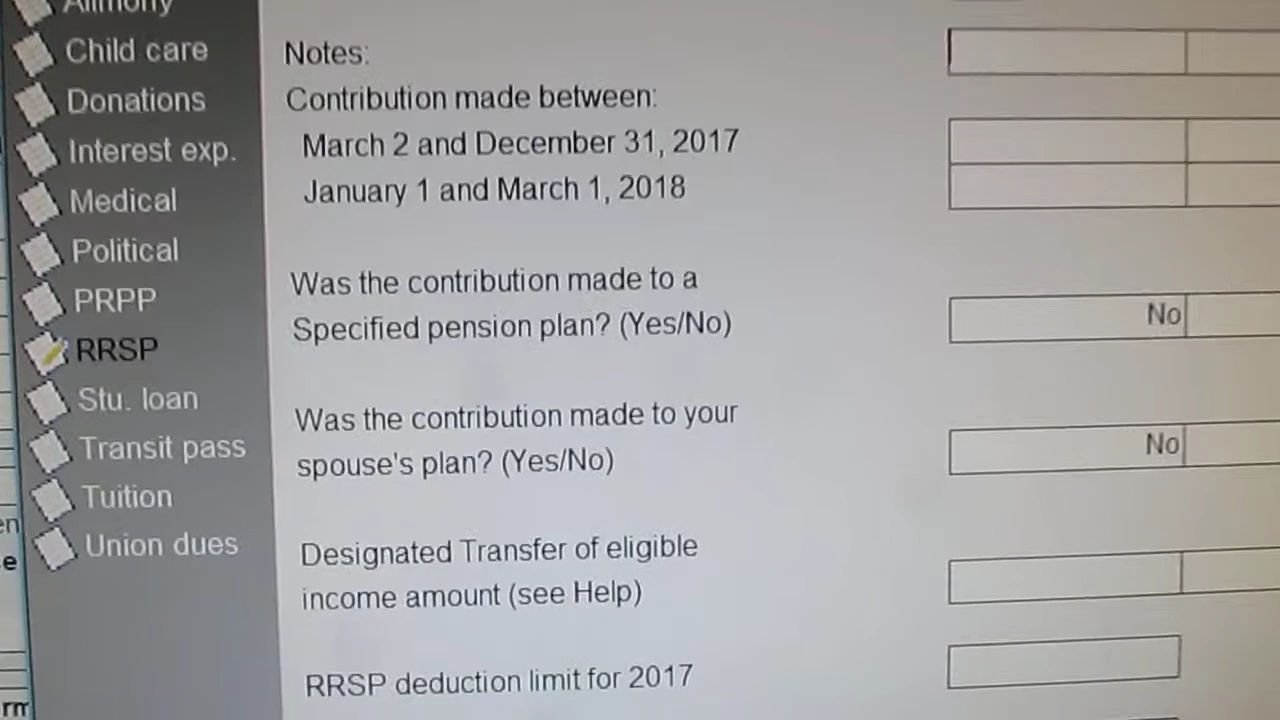 Alimony
Child care
Donations
Interest exp.
Medical
Political
PRPP
RRSP
Stu. loan
Transit pass
Tuition
Union dues
Notes:
Contribution made between:
March 2 and December 31, 2017
January 1 and March 1, 2018
Was the contribution made to a
Specified pension plan? (Yes/No)
No
Was the contribution made to your
spouse's plan? (Yes/No)
No
Designated Transfer of eligible
income amount (see Help)
RRSP deduction limit for 2017